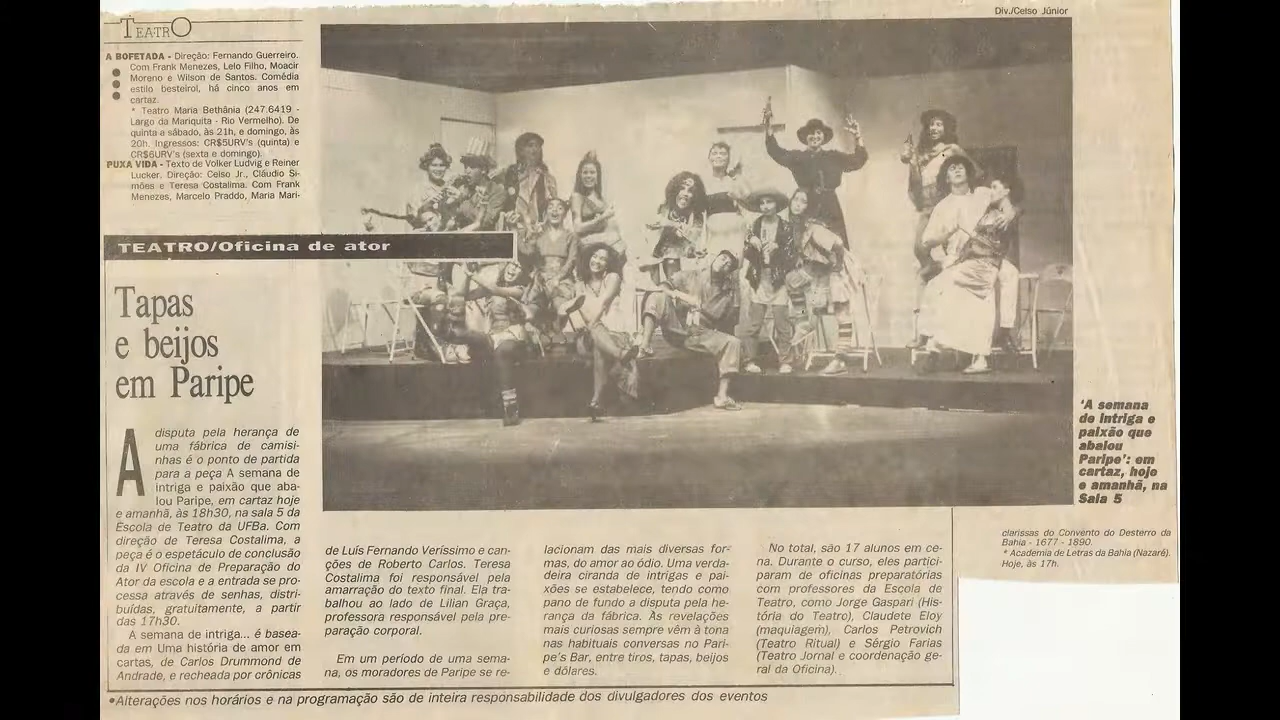 TEATRO
A BOFETADA - Direção: Fernando Guerreiro.
Com Frank Menezes, Lelo Filho, Moacir
Moreno e Wilson de Santos. Comédia
estilo besteirol, há cinco anos em
cartaz.
* Teatro Maria Bethânia (247.6419 -
Largo da Mariquita - Rio Vermelho). De
quinta a sábado, às 21h, e domingo, às
20h. Ingressos: CR$5URV's (quinta) e
CR$6URV's (sexta e domingo).
PUXA VIDA - Texto de Volker Ludvig e Reiner
Lucker. Direção: Celso Jr., Cláudio Si-
mões e Teresa Costalima. Com Frank
Menezes, Marcelo Praddo, Maria Mari-
Div./Celso Júnior
TEATRO/Oficina de ator
Tapas
e beijos
em Paripe
A disputa pela herança de
uma fábrica de camisi-
nhas é o ponto de partida
para a peça A semana de
intriga e paixão que aba-
lou Paripe, em cartaz hoje
e amanhã, às 18h30, na sala 5 da
Escola de Teatro da UFBa. Com
direção de Teresa Costalima, a
peça é o espetáculo de conclusão
da IV Oficina de Preparação do
Ator da escola e a entrada se pro-
cessa através de senhas, distri-
buídas, gratuitamente, a partir
das 17h30.
A semana de intriga... é basea-
da em Uma história de amor em
cartas, de Carlos Drummond de
Andrade, e recheada por crônicas
de Luís Fernando Veríssimo e can-
ções de Roberto Carlos. Teresa
Costalima foi responsável pela
amarração do texto final. Ela tra-
balhou ao lado de Lilian Graça,
professora responsável pela pre-
paração corporal.
Em um período de uma sema-
na, os moradores de Paripe se re-
lacionam das mais diversas for-
mas, do amor ao ódio. Uma verda-
deira ciranda de intrigas e pai-
xões se estabelece, tendo como
pano de fundo a disputa pela he-
rança da fábrica. As revelações
mais curiosas sempre vêm à tona
nas habituais conversas no Pari-
pe's Bar, entre tiros, tapas, beijos
e dólares.
No total, são 17 alunos em ce-
na. Durante o curso, eles partici-
param de oficinas preparatórias
com professores da Escola de
Teatro, como Jorge Gaspari (His-
tória do Teatro), Claudete Eloy
(maquiagem), Carlos Petrovich
(Teatro Ritual) e Sérgio Farias
(Teatro Jornal e coordenação ge-
ral da Oficina).
'A semana
de intriga e
paixão que
abalou
Paripe': em
cartaz, hoje
e amanhã, na
Sala 5
clarissas do Convento do Desterro da
Bahia - 1677 - 1890.
* Academia de Letras da Bahia (Nazaré).
Hoje, às 17h.
•Alterações nos horários e na programação são de inteira responsabilidade dos divulgadores dos eventos